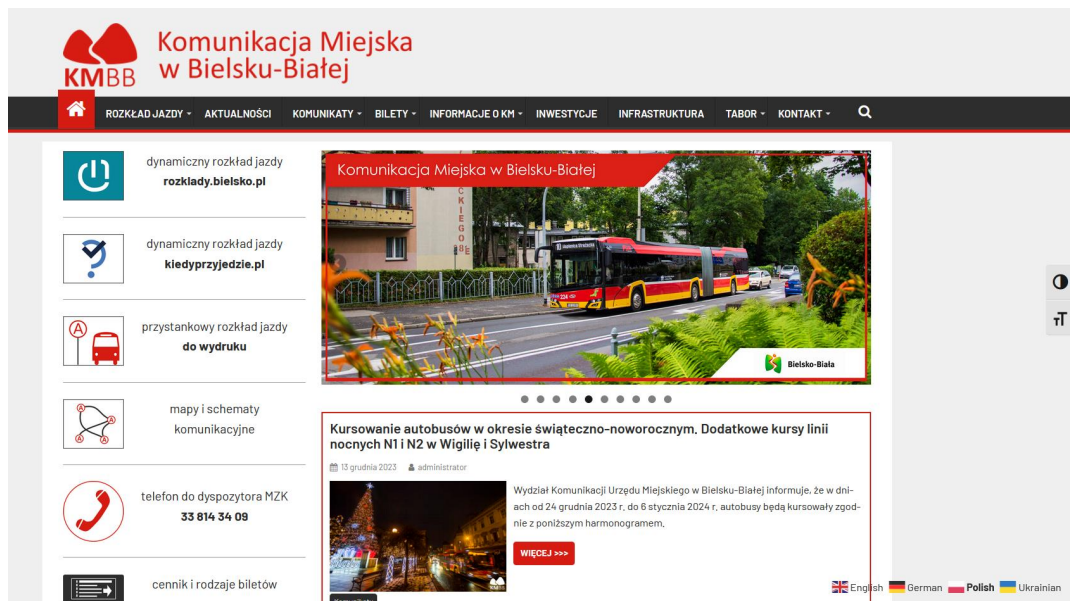 Komunikacja Miejska
w Bielsku-Białej
KMBB
ROZKŁAD JAZDY
AKTUALNOŚCI
KOMUNIKATY
BILETY
INFORMACJE O KM
INWESTYCJE
INFRASTRUKTURA
TABOR
KONTAKT
dynamiczny rozkład jazdy
rozklady.bielsko.pl
dynamiczny rozkład jazdy
kiedyprzyjedzie.pl
przystankowy rozkład jazdy
do wydruku
mapy i schematy
komunikacyjne
telefon do dyspozytora MZK
33 814 34 09
cennik i rodzaje biletów
Komunikacja Miejska w Bielsku-Białej
224
Bielsko-Biała
Kursowanie autobusów w okresie świąteczno-noworocznym. Dodatkowe kursy linii
nocnych N1 i N2 w Wigilię i Sylwestra
13 grudnia 2023
administrator
Wydział Komunikacji Urzędu Miejskiego w Bielsku-Białej informuje, że w dni-
ach od 24 grudnia 2023 r. do 6 stycznia 2024 r. autobusy będą kursowały zgod-
nie z poniższym harmonogramem.
WIĘCEJ >>>
KMBB
Komunikaty
English
German
Polish
Ukrainian
TT